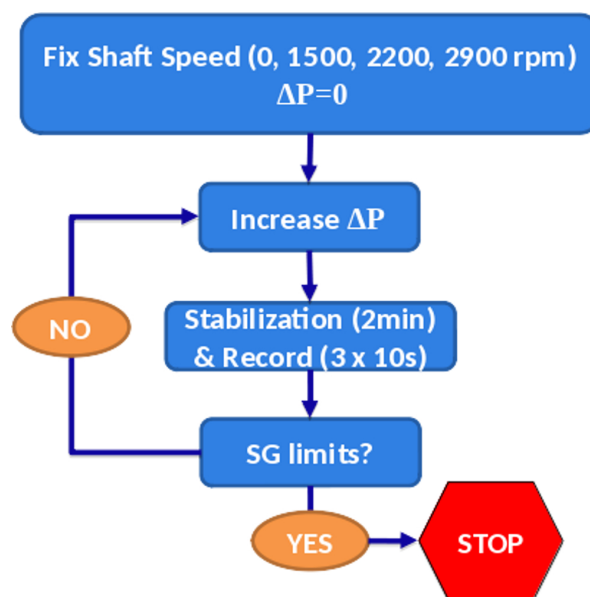 Fix Shaft Speed (0, 1500, 2200, 2900 rpm)
ΔP=0
Increase ΔP
Stabilization (2min)
& Record (3 x 10s)
NO
SG limits?
YES
STOP